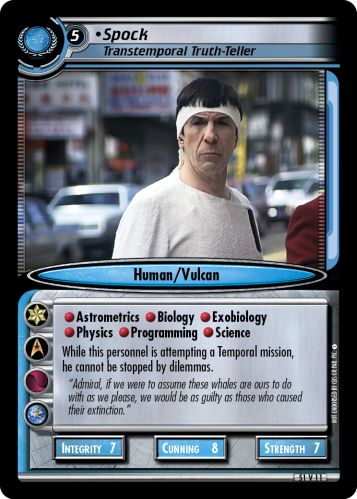 5
•Spock
Transtemporal Truth-Teller
Human/Vulcan
Astrometrics Biology Exobiology
Physics Programming Science
While this personnel is attempting a Temporal mission,
he cannot be stopped by dilemmas.
"Admiral, if we were to assume these whales are ours to do
with as we please, we would be as guilty as those who caused
their extinction."
INTEGRITY 7 CUNNING 8 STRENGTH 7
51 V 11